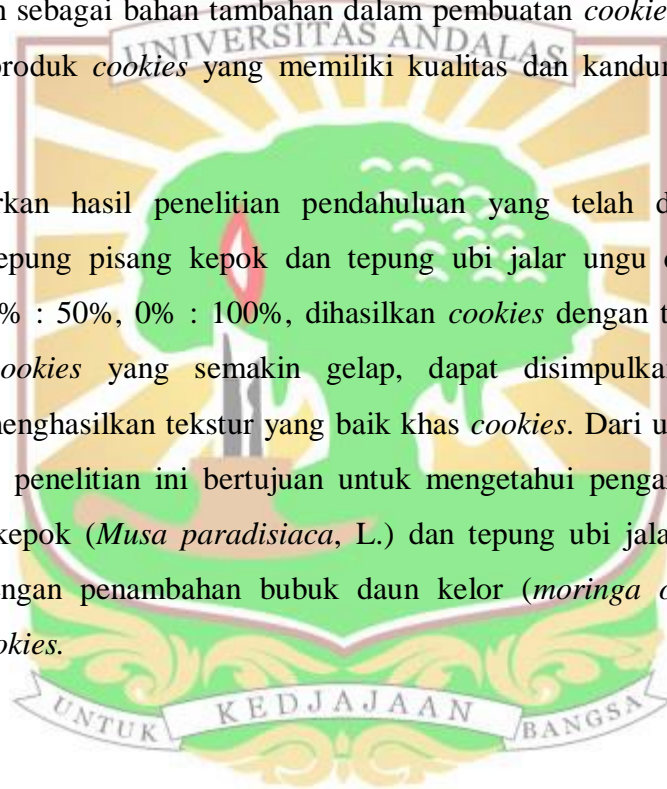 n sebagai bahan tambahan dalam pembuatan cookie
UNIVERSITAS ANDALAS
produk cookies yang memiliki kualitas dan kandun
rkan hasil penelitian pendahuluan yang telah d
epung pisang kepok dan tepung ubi jalar ungu
% : 50%, 0% : 100%, dihasilkan cookies dengan t
ookies yang semakin gelap, dapat disimpulka
menghasilkan tekstur yang baik khas cookies. Dari u
penelitian ini bertujuan untuk mengetahui penga
kepok (Musa paradisiaca, L.) dan tepung ubi jala
engan penambahan bubuk daun kelor (moringa o
okies.
UNTUK KEDJAJAAN BANGSA